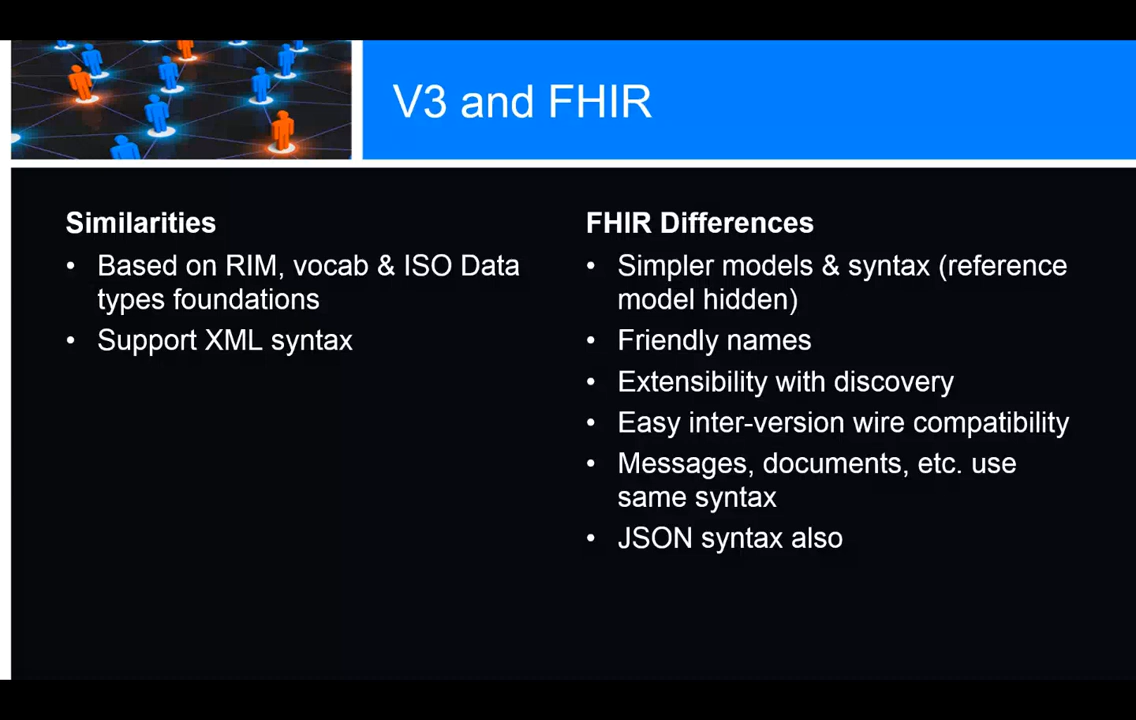 V3 and FHIR
Similarities
• Based on RIM, vocab & ISO Data
types foundations
• Support XML syntax
FHIR Differences
• Simpler models & syntax (reference
model hidden)
• Friendly names
• Extensibility with discovery
• Easy inter-version wire compatibility
• Messages, documents, etc. use
same syntax
• JSON syntax also